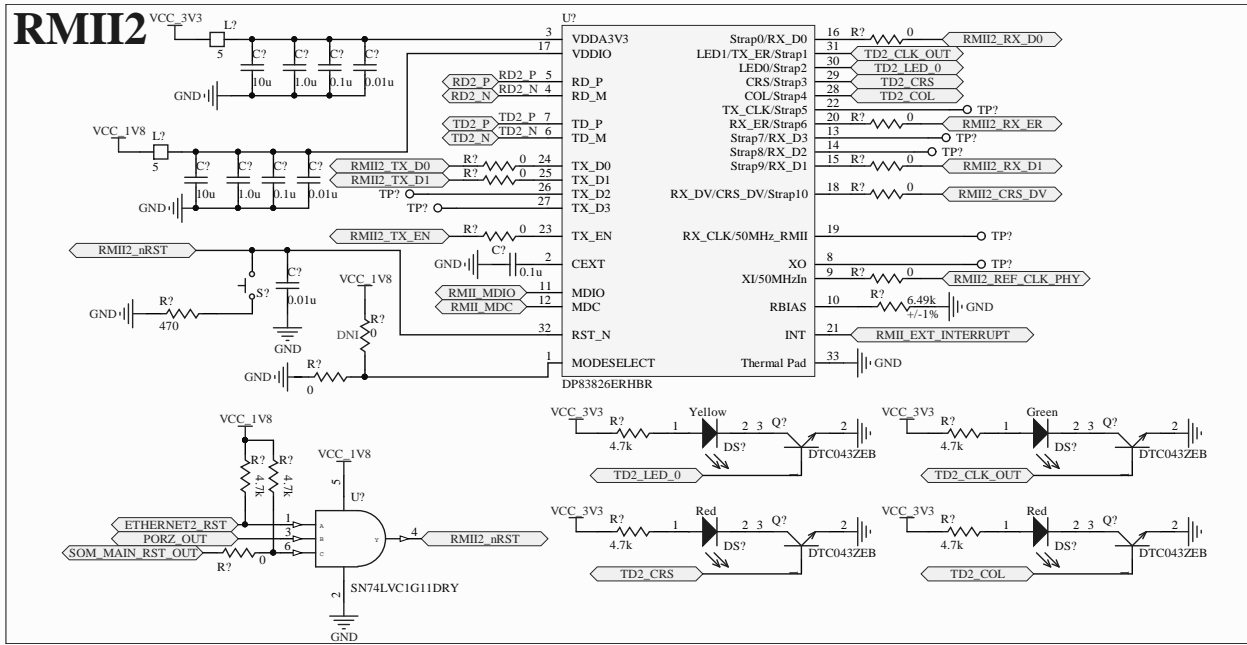 RMII2
VCC_3V3
L?
5
C?
C?
C?
C?
10u
1.0u
0.1u
0.01u
GND
VCC_1V8
L?
5
C?
C?
C?
C?
10u
1.0u
0.1u
0.01u
GND
RD2_P
RD2_P
RD2_N
RD2_N
TD2_P
TD2_P
TD2_N
TD2_N
RMII2_TX_D0
R?
0
RMII2_TX_D1
R?
0
TP?
TP?
RMII2_TX_EN
R?
0
RMII2_nRST
GND
C?
0.1u
S?
C?
0.01u
GND
GND
R?
470
RMII_MDIO
RMII_MDC
VCC_1V8
DNI
R?
0
GND
R?
0
U?
3 VDDA3V3
17 VDDIO
5 RD_P
4 RD_M
7 TD_P
6 TD_M
24 TX_D0
25 TX_D1
26 TX_D2
27 TX_D3
23 TX_EN
2 CEXT
11 MDIO
12 MDC
32 RST_N
1 MODESELECT
Strap0/RX_D0 16
LED1/TX_ER/Strap1 31
LED0/Strap2 30
CRS/Strap3 29
COL/Strap4 28
TX_CLK/Strap5 22
RX_ER/Strap6 20
Strap7/RX_D3 13
Strap8/RX_D2 14
Strap9/RX_D1 15
RX_DV/CRS_DV/Strap10 18
RX_CLK/50MHz_RMII 19
XO 8
XI/50MHzIn 9
RBIAS 10
INT 21
Thermal Pad 33
DP83826ERHBR
R? 0 RMII2_RX_D0
TD2_CLK_OUT
TD2_LED_0
TD2_CRS
TD2_COL
TP?
R? 0 RMII2_RX_ER
TP?
TP?
R? 0 RMII2_RX_D1
R? 0 RMII2_CRS_DV
TP?
TP?
R? 0 RMII2_REF_CLK_PHY
R? 6.49k GND
+/-1%
RMII_EXT_INTERRUPT
GND
VCC_1V8
R?
4.7k
R?
4.7k
VCC_1V8
5
U?
ETHERNET2_RST 1 A
PORZ_OUT 3 B
SOM_MAIN_RST_OUT 6 C
R? 0
Y 4 RMII2_nRST
SN74LVC1G11DRY
2
GND
VCC_3V3 R? Yellow
1 2 3 Q? 2
4.7k DS? DTC043ZEB
TD2_LED_0 1
VCC_3V3 R? Green
1 2 3 Q? 2
4.7k DS? DTC043ZEB
TD2_CLK_OUT 1
VCC_3V3 R? Red
1 2 3 Q? 2
4.7k DS? DTC043ZEB
TD2_CRS 1
VCC_3V3 R? Red
1 2 3 Q? 2
4.7k DS? DTC043ZEB
TD2_COL 1